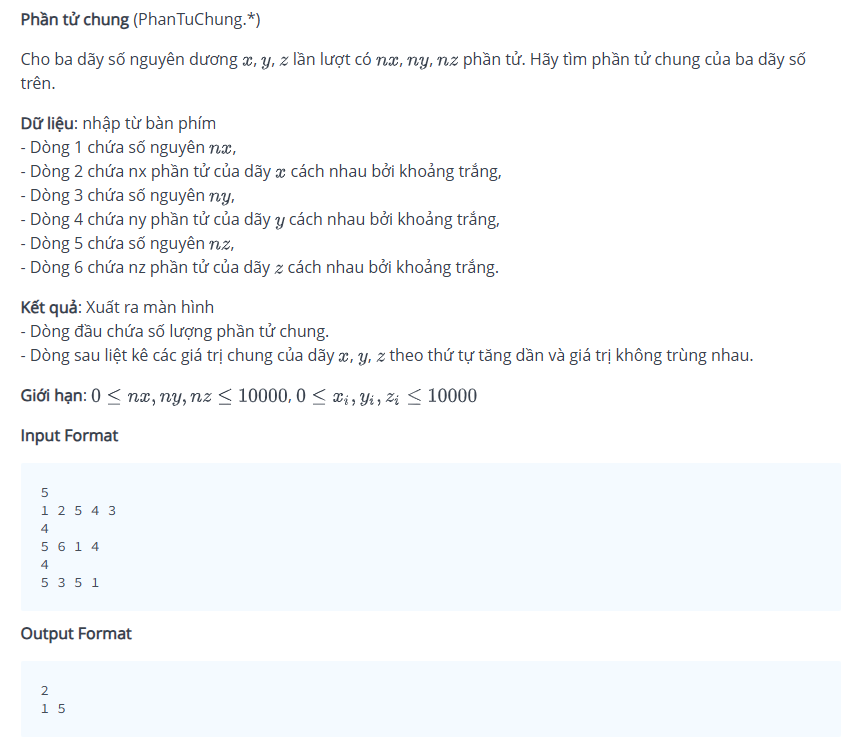 Phần tử chung (PhanTuChung.*)
Cho ba dãy số nguyên dương x, y, z lần lượt có nx, ny, nz phần tử. Hãy tìm phần tử chung của ba dãy số
trên.
Dữ liệu: nhập từ bàn phím
- Dòng 1 chứa số nguyên nx,
- Dòng 2 chứa nx phần tử của dãy x cách nhau bởi khoảng trắng,
- Dòng 3 chứa số nguyên ny,
- Dòng 4 chứa ny phần tử của dãy y cách nhau bởi khoảng trắng,
- Dòng 5 chứa số nguyên nz,
- Dòng 6 chứa nz phần tử của dãy z cách nhau bởi khoảng trắng.
Kết quả: Xuất ra màn hình
- Dòng đầu chứa số lượng phần tử chung.
- Dòng sau liệt kê các giá trị chung của dãy x, y, z theo thứ tự tăng dần và giá trị không trùng nhau.
Giới hạn: 0 ≤ nx, ny, nz ≤ 10000, 0 ≤ xᵢ, yᵢ, zᵢ ≤ 10000
Input Format
5
1 2 5 4 3
4
5 6 1 4
4
5 3 5 1
Output Format
2
1 5